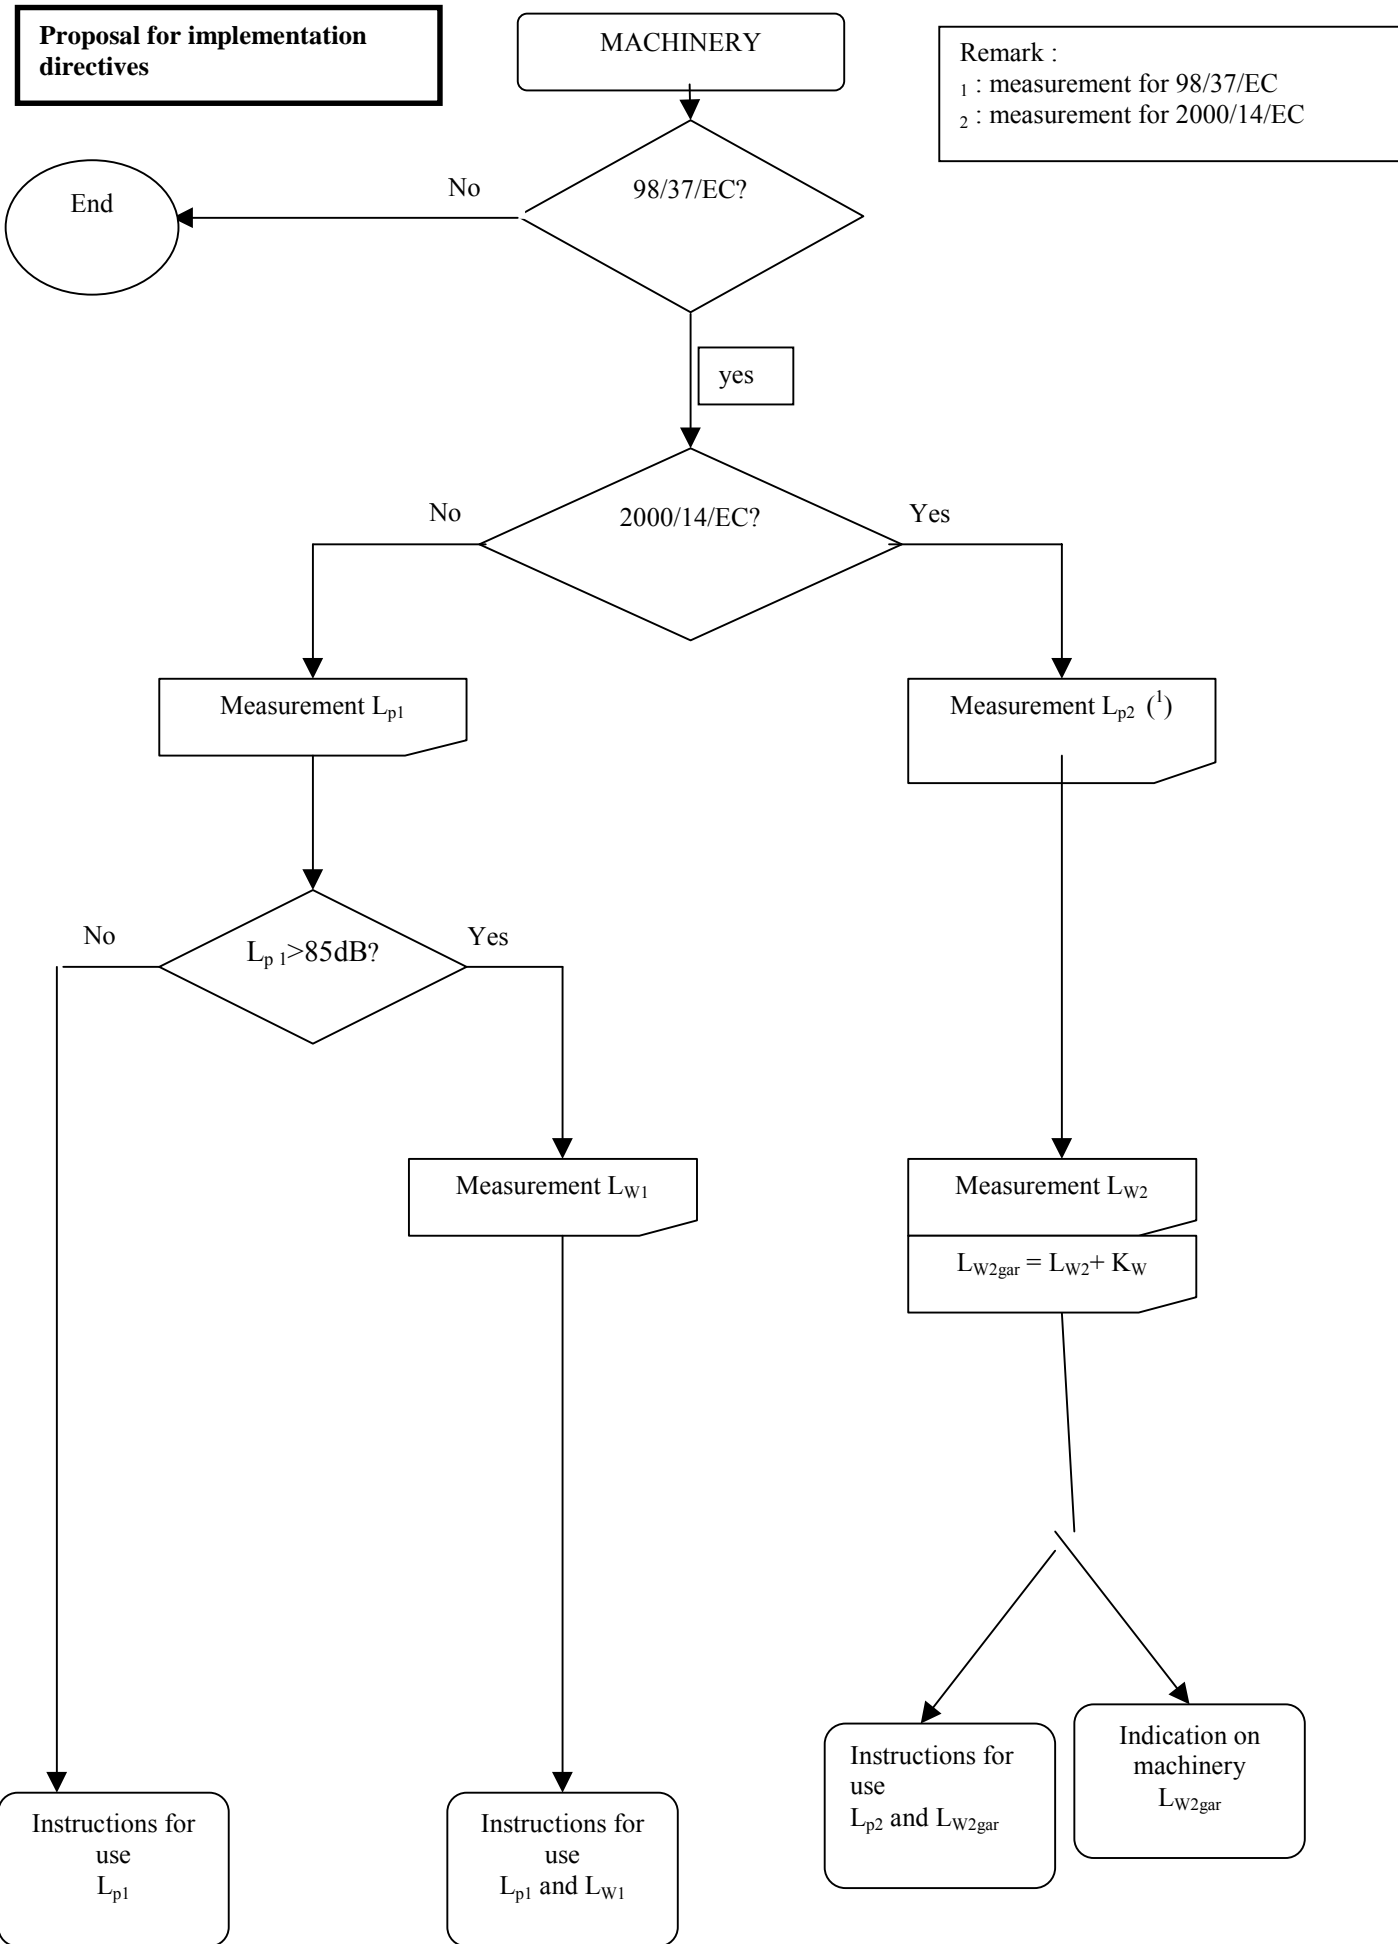 Proposal for implementation
directives
MACHINERY
Remark :
1 : measurement for 98/37/EC
2 : measurement for 2000/14/EC
End
No
98/37/EC?
yes
No
2000/14/EC?
Yes
Measurement Lp1
Measurement Lp2 (1)
No
Lp 1>85dB?
Yes
Measurement LW1
Measurement LW2
LW2gar = LW2+ KW
Instructions for
use
Lp1
Instructions for
use
Lp1 and LW1
Instructions for
use
Lp2 and LW2gar
Indication on
machinery
LW2gar